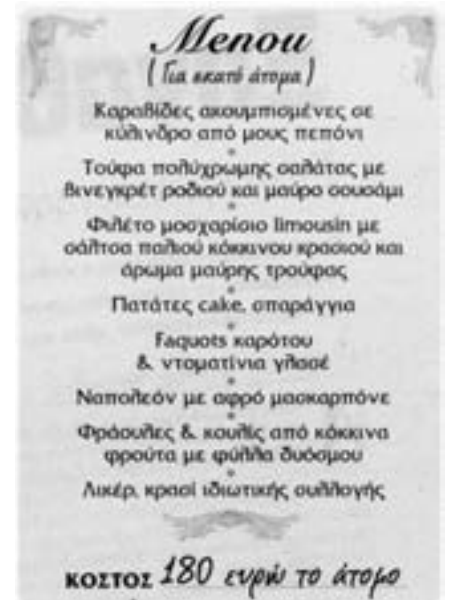 Menou
(Για εκατό άτομα)
Καραβίδες ακουμπισμένες σε
κύλινδρο από μους πεπόνι
Τούφα πολύχρωμης σαλάτας με
βινεγκρέτ ροδιού και μαύρο σουσάμι
Φιλέτο μοσχαρίσιο limousin με
σάλτσα παλιού κόκκινου κρασιού και
άρωμα μαύρης τρούφας
Πατάτες cake, σπαράγγια
Faquots καρότου
& ντοματίνια γλασέ
Ναπολεόν με αφρό μασκαρπόνε
Φράουλες & κουλίς από κόκκινα
φρούτα με φύλλα δυόσμου
Λικέρ, κρασί ιδιωτικής συλλογής
ΚΟΣΤΟΣ 180 ευρώ το άτομο